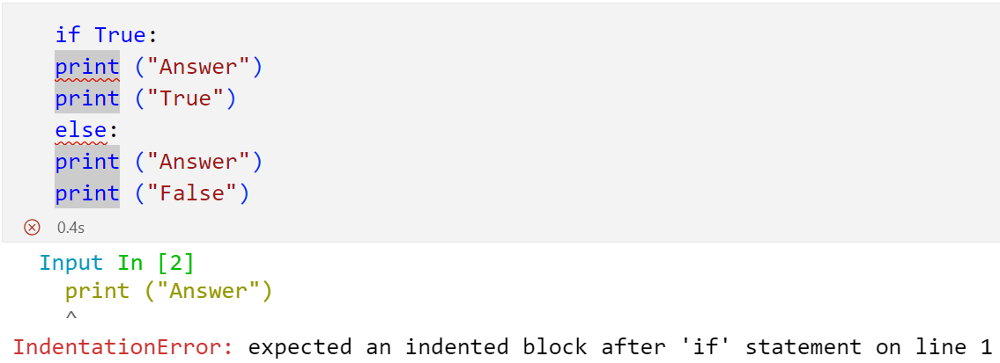 if True:
print ("Answer")
print ("True")
else:
print ("Answer")
print ("False")
0.4s
Input In [2]
print ("Answer")
^
IndentationError: expected an indented block after 'if' statement on line 1